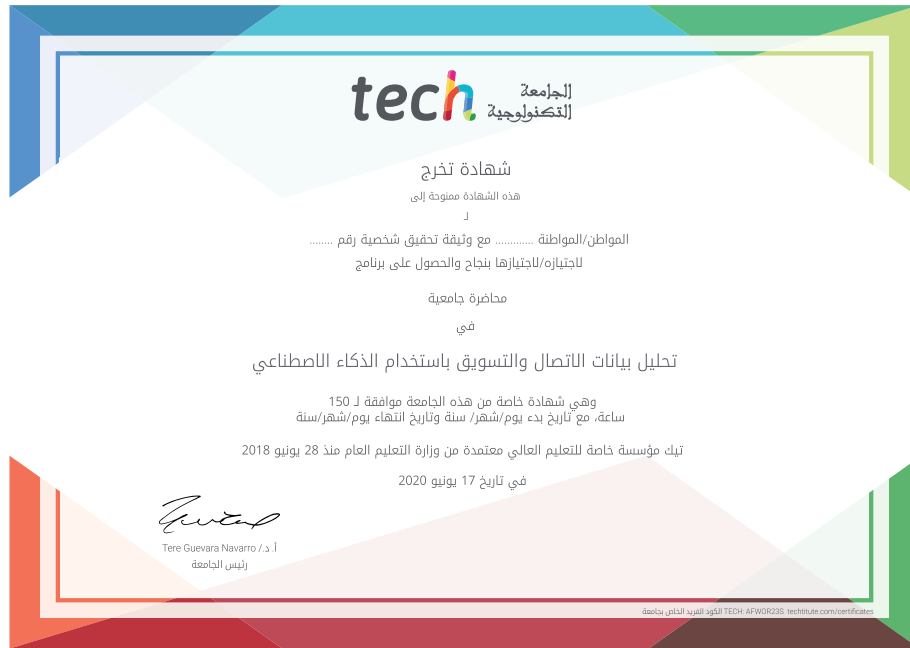 tech الجامعة
التكنولوجية
شهادة تخرج
هذه الشهادة ممنوحة إلى
لـ
المواطن/المواطنة ............ مع وثيقة تحقيق شخصية رقم ........
لاجتيازه/لاجتيازها بنجاح والحصول على برنامج
محاضرة جامعية
في
تحليل بيانات الاتصال والتسويق باستخدام الذكاء الاصطناعي
وهي شهادة خاصة من هذه الجامعة موافقة لـ 150
ساعة، مع تاريخ بدء يوم/شهر/ سنة وتاريخ انتهاء يوم/شهر/سنة
تيك مؤسسة خاصة للتعليم العالي معتمدة من وزارة التعليم العام منذ 28 يونيو 2018
في تاريخ 17 يونيو 2020
أ. د./ Tere Guevara Navarro
رئيس الجامعة
الكود الفريد الخاص بجامعة TECH: AFWOR23S techtitute.com/certificates